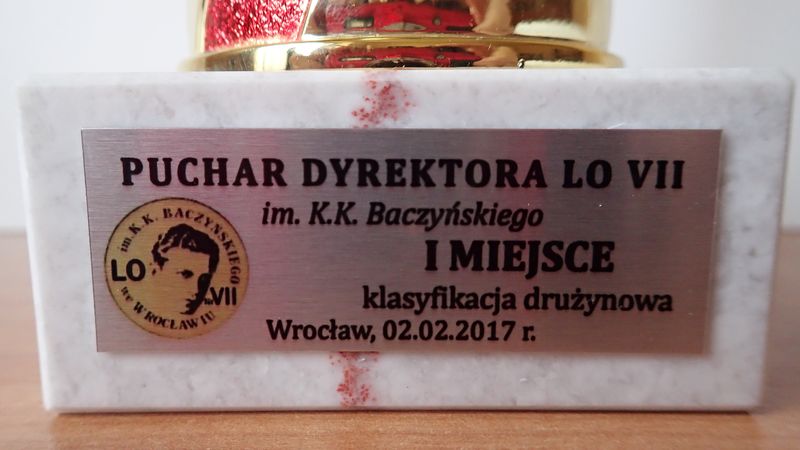 PUCHAR DYREKTORA LO VII
im. K.K. Baczyńskiego
I MIEJSCE
klasyfikacja drużynowa
Wrocław, 02.02.2017 r.
im. K. K. BACZYŃSKIEGO
LO
VII
we WROCŁAWIU